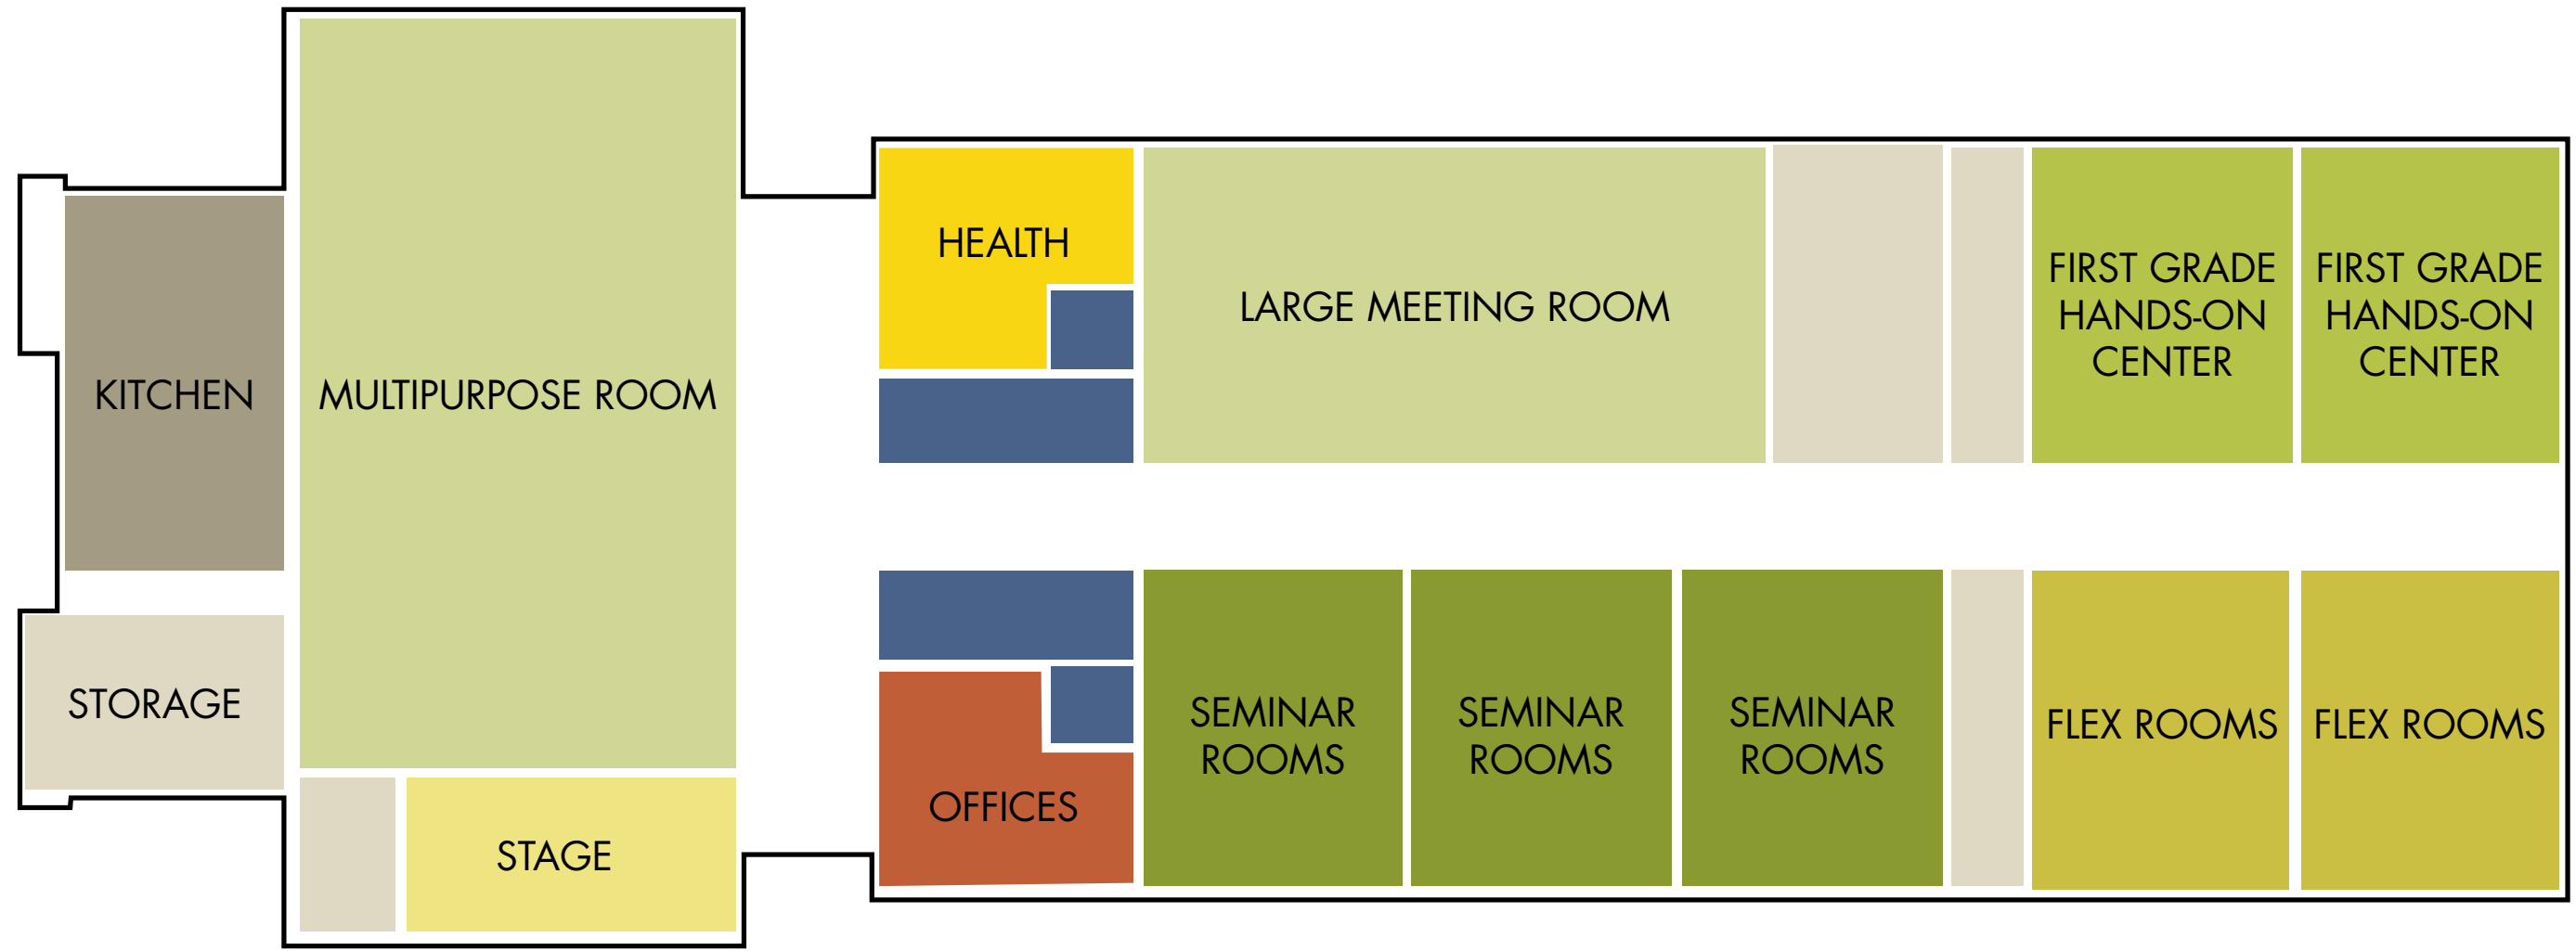 KITCHEN
STORAGE
MULTIPURPOSE ROOM
STAGE
HEALTH
LARGE MEETING ROOM
FIRST GRADE
HANDS-ON
CENTER
FIRST GRADE
HANDS-ON
CENTER
OFFICES
SEMINAR
ROOMS
SEMINAR
ROOMS
SEMINAR
ROOMS
FLEX ROOMS
FLEX ROOMS